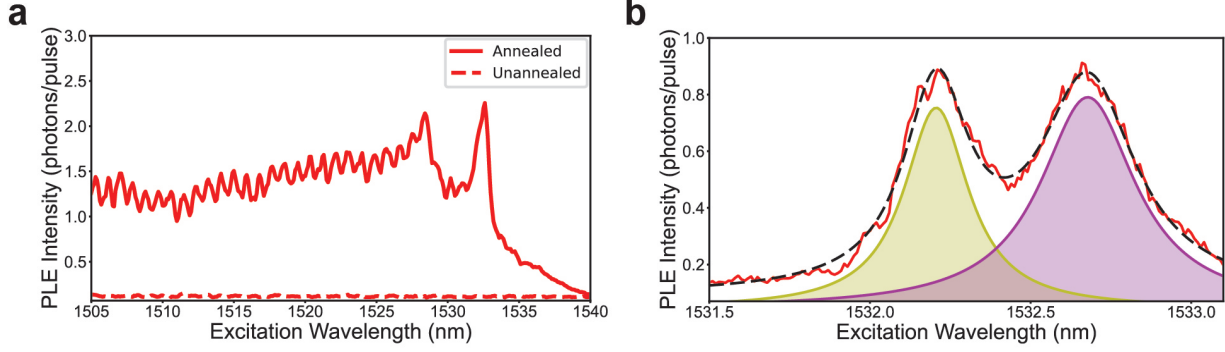 a
3.0
2.5
2.0
1.5
1.0
0.5
PLE Intensity (photons/pulse)
Annealed
Unannealed
1505 1510 1515 1520 1525 1530 1535 1540
Excitation Wavelength (nm)
b
1.0
0.8
0.6
0.4
0.2
PLE Intensity (photons/pulse)
1531.5 1532.0 1532.5 1533.0
Excitation Wavelength (nm)